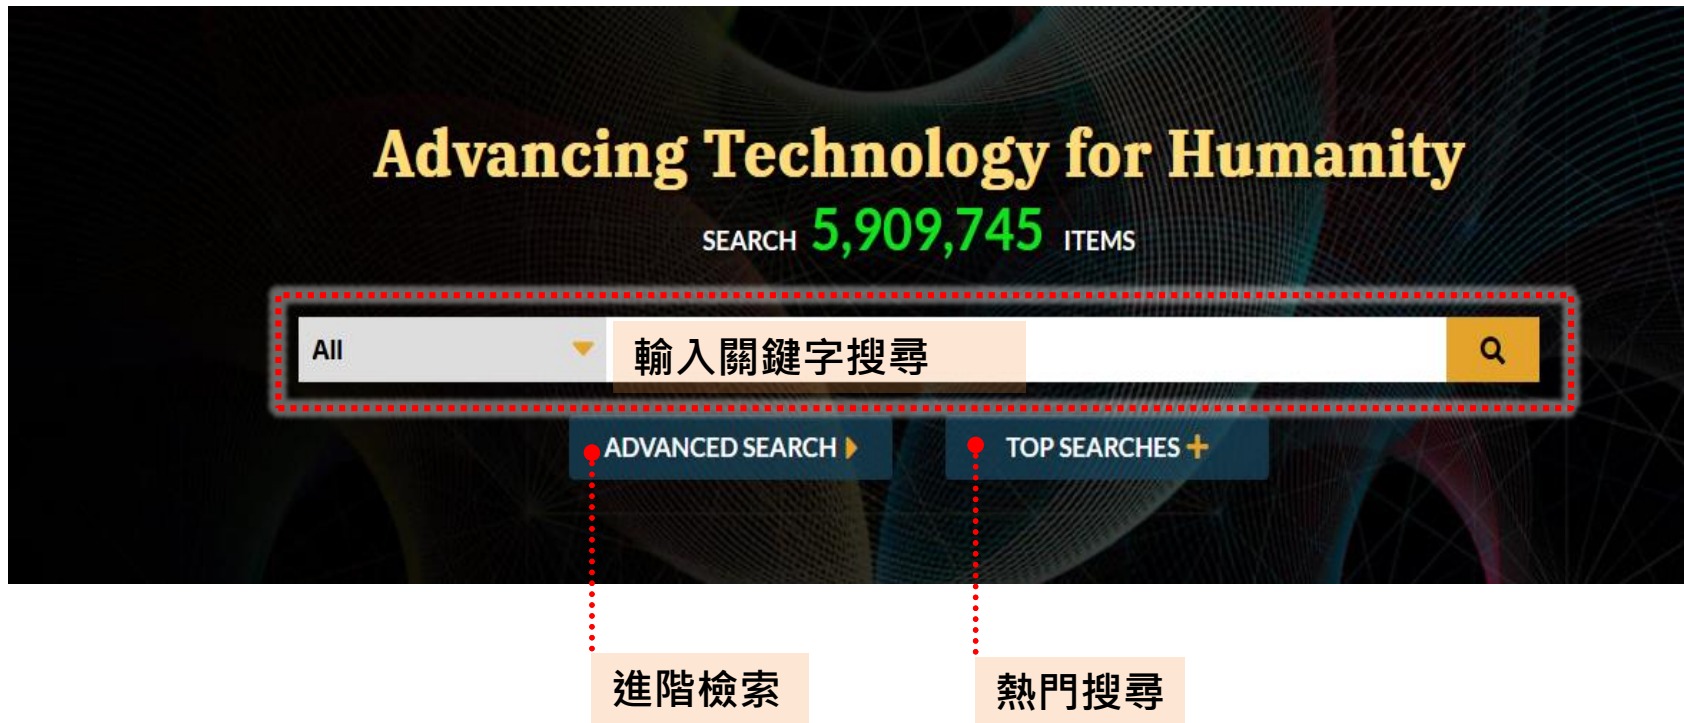 Advancing Technology for Humanity
SEARCH 5,909,745 ITEMS
All 輸入關鍵字搜尋
ADVANCED SEARCH TOP SEARCHES +
進階檢索 熱門搜尋